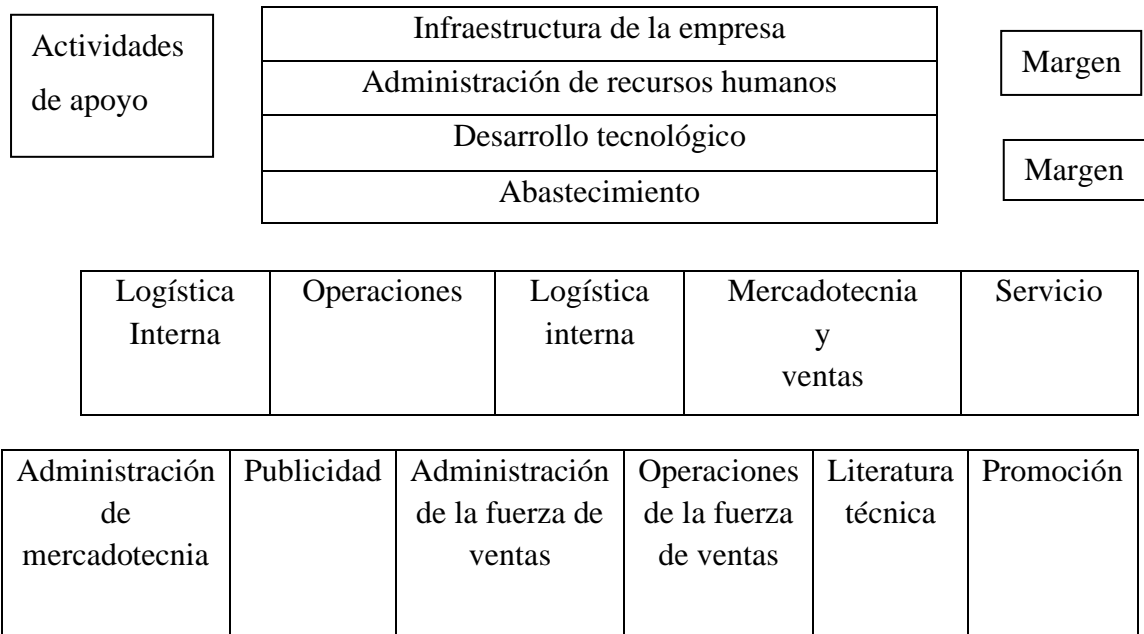 Actividades
de apoyo
Infraestructura de la empresa
Administración de recursos humanos
Desarrollo tecnológico
Abastecimiento
Margen
Margen
Logística
Interna
Operaciones
Logística
interna
Mercadotecnia
y
ventas
Servicio
Administración
de
mercadotecnia
Publicidad
Administración
de la fuerza de
ventas
Operaciones
de la fuerza
de ventas
Literatura
técnica
Promoción